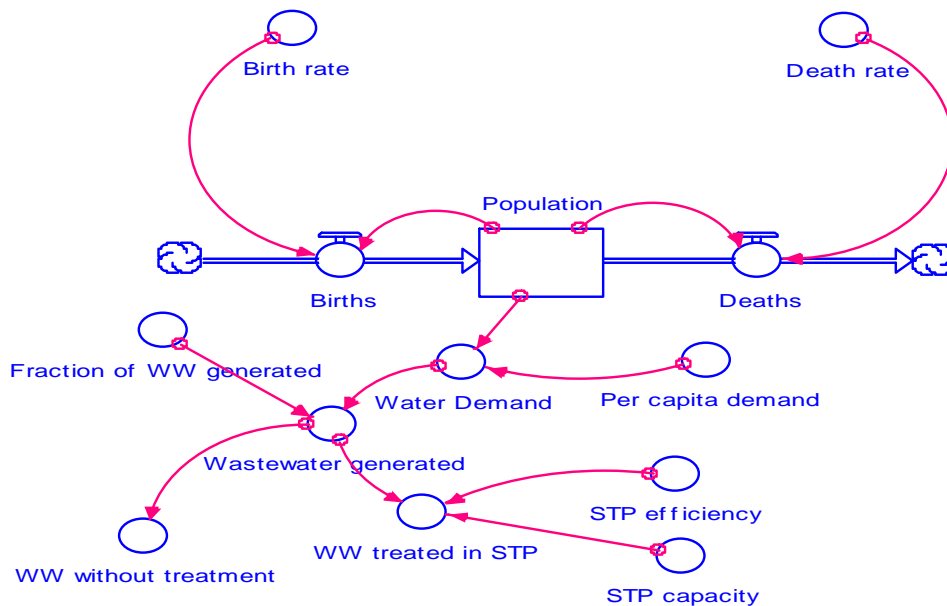 Birth rate
Death rate
Population
Births
Deaths
Fraction of WW generated
Water Demand
Per capita demand
Wastewater generated
STP efficiency
WW treated in STP
WW without treatment
STP capacity